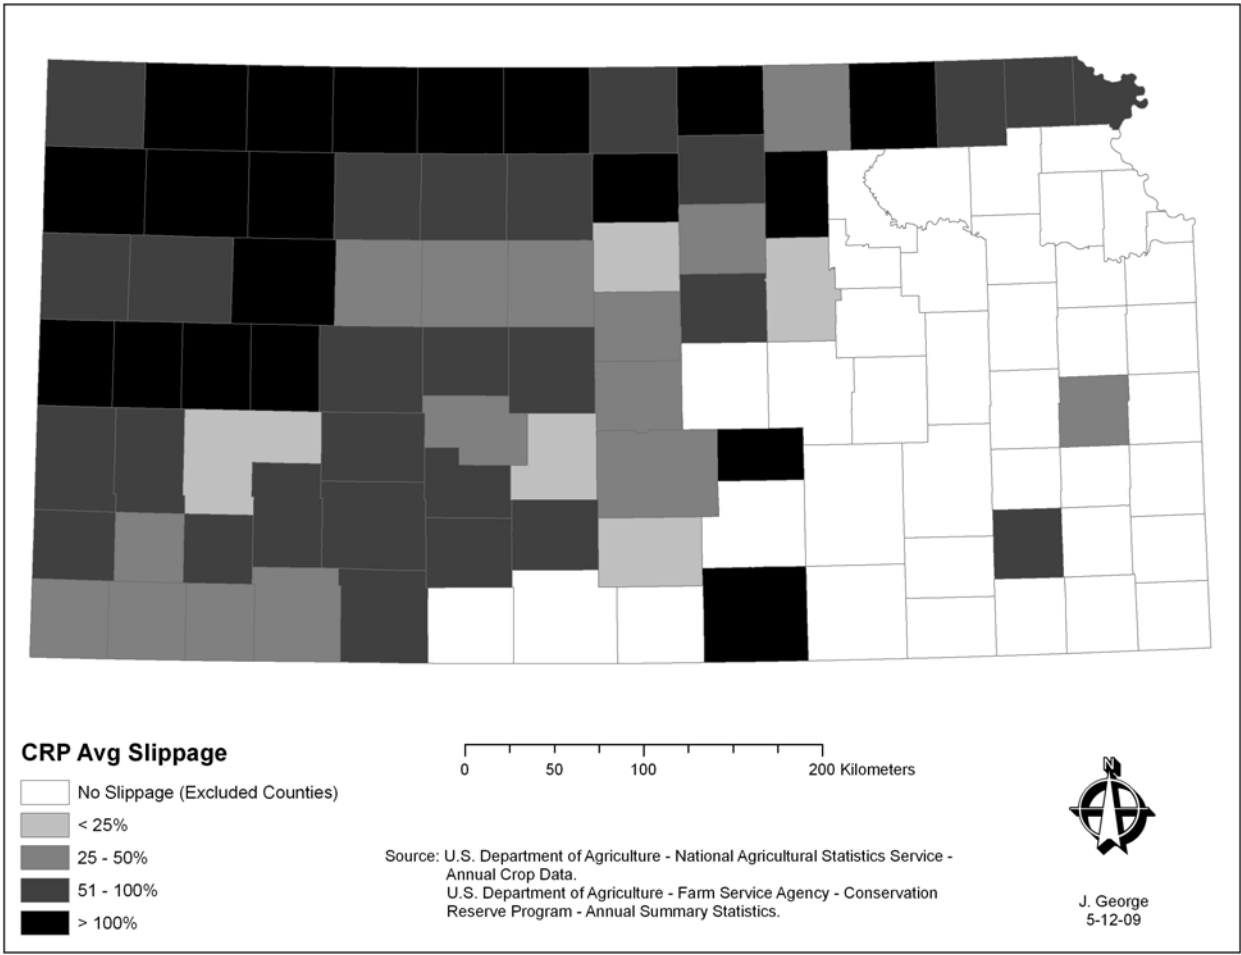 CRP Avg Slippage
No Slippage (Excluded Counties)
< 25%
25 - 50%
51 - 100%
> 100%
0 50 100 200 Kilometers
Source: U.S. Department of Agriculture - National Agricultural Statistics Service -
Annual Crop Data.
U.S. Department of Agriculture - Farm Service Agency - Conservation
Reserve Program - Annual Summary Statistics.
N
J. George
5-12-09